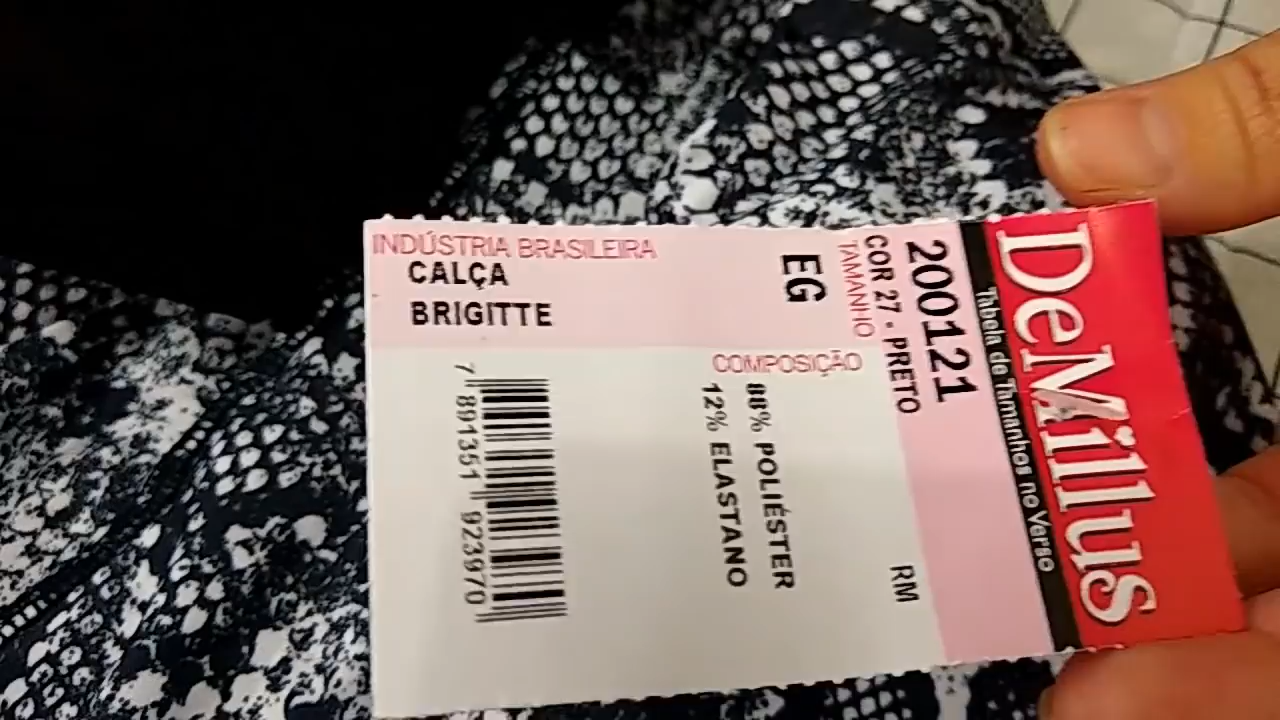 DeMillus
Tabela de Tamanhos no Verso
200121
COR 27 - PRETO
RM
TAMANHO
EG
COMPOSIÇÃO
88% POLIÉSTER
12% ELASTANO
INDÚSTRIA BRASILEIRA
CALÇA
BRIGITTE
7 891351 923970